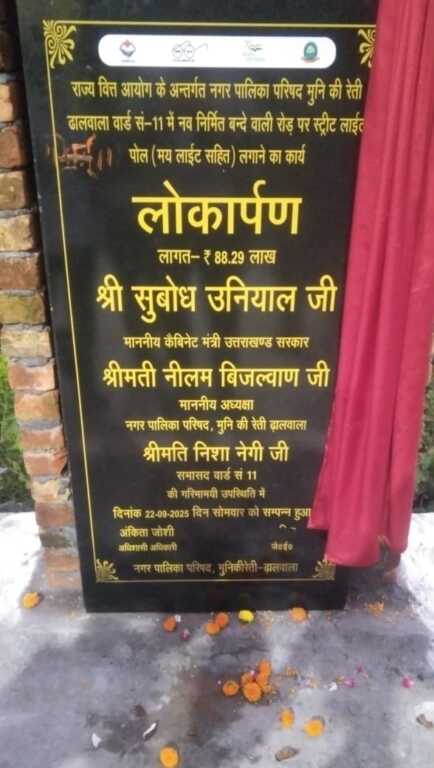 राज्य वित्त आयोग के अन्तर्गत नगर पालिका परिषद मुनि की रेती
ढालवाला वार्ड सं-11 में नव निर्मित बन्दे वाली रोड़ पर स्ट्रीट लाईट
पोल (मय लाईट सहित) लगाने का कार्य
लोकार्पण
लागत– ₹ 88.29 लाख
श्री सुबोध उनियाल जी
माननीय कैबिनेट मंत्री उत्तराखण्ड सरकार
श्रीमती नीलम बिजल्वाण जी
माननीय अध्यक्षा
नगर पालिका परिषद, मुनि की रेती ढ़ालवाला
श्रीमति निशा नेगी जी
सभासद वार्ड सं 11
की गरिमामयी उपस्थिति में
दिनांक 22-09-2025 दिन सोमवार को सम्पन्न हुआ
अंकिता जोशी
अधिशासी अधिकारी जे०ई०
नगर पालिका परिषद, मुनिकीरेती-ढ़ालवाला